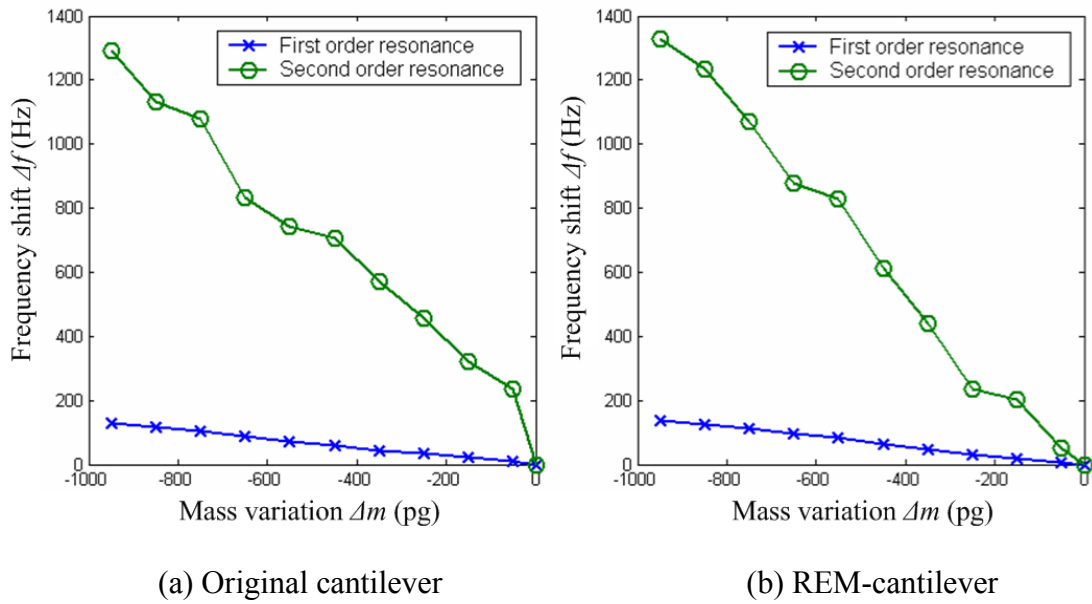 1400
1200
1000
800
600
400
200
0
-1000
-800
-600
-400
-200
0
Frequency shift Δf (Hz)
Mass variation Δm (pg)
First order resonance
Second order resonance
(a) Original cantilever
1400
1200
1000
800
600
400
200
0
-1000
-800
-600
-400
-200
0
Frequency shift Δf (Hz)
Mass variation Δm (pg)
First order resonance
Second order resonance
(b) REM-cantilever